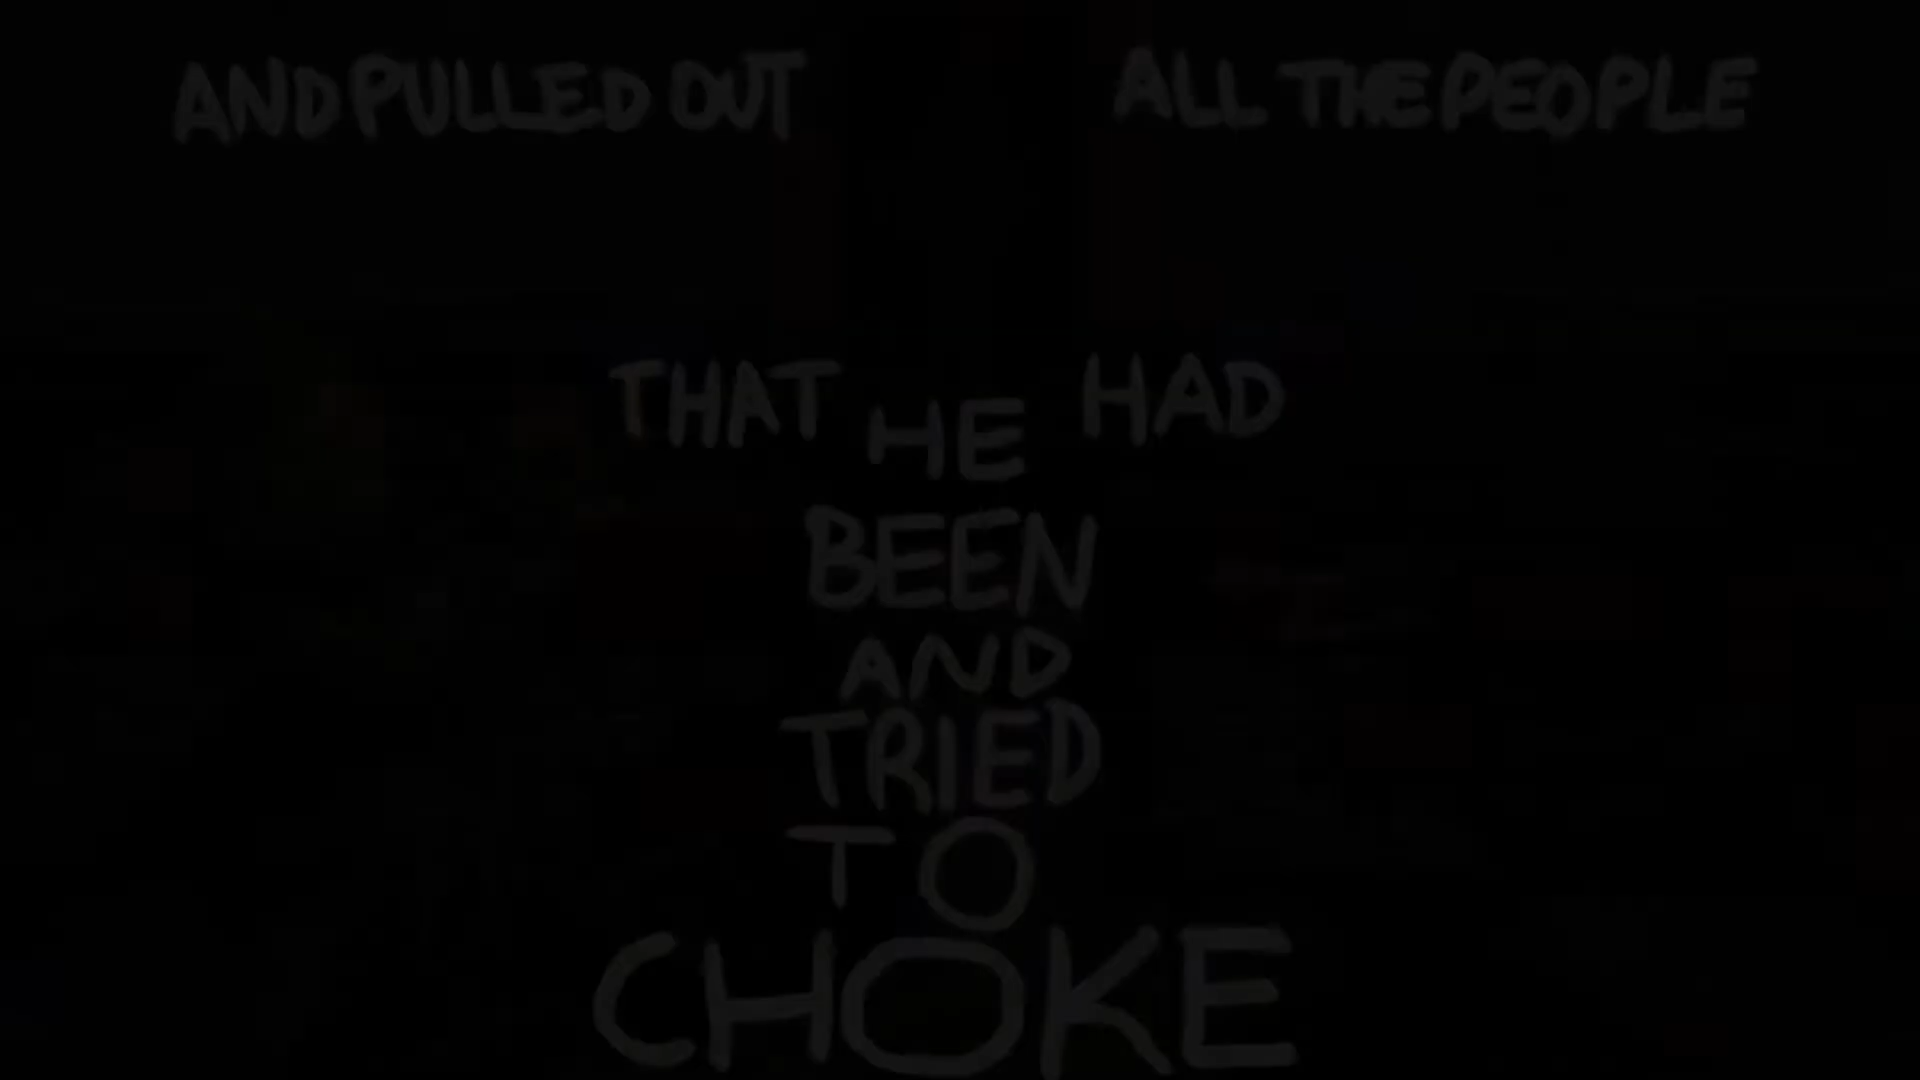 AND PULLED OUT ALL THE PEOPLE
THAT HE HAD
BEEN
AND
TRIED
TO
CHOKE